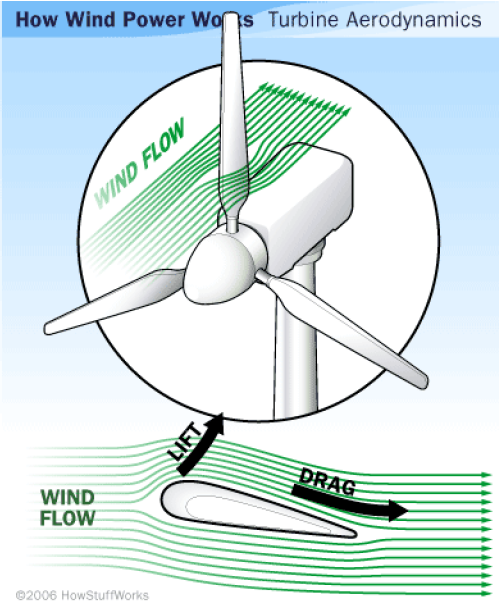 How Wind Power Works Turbine Aerodynamics
WIND FLOW
LIFT
DRAG
WIND
FLOW
©2006 HowStuffWorks